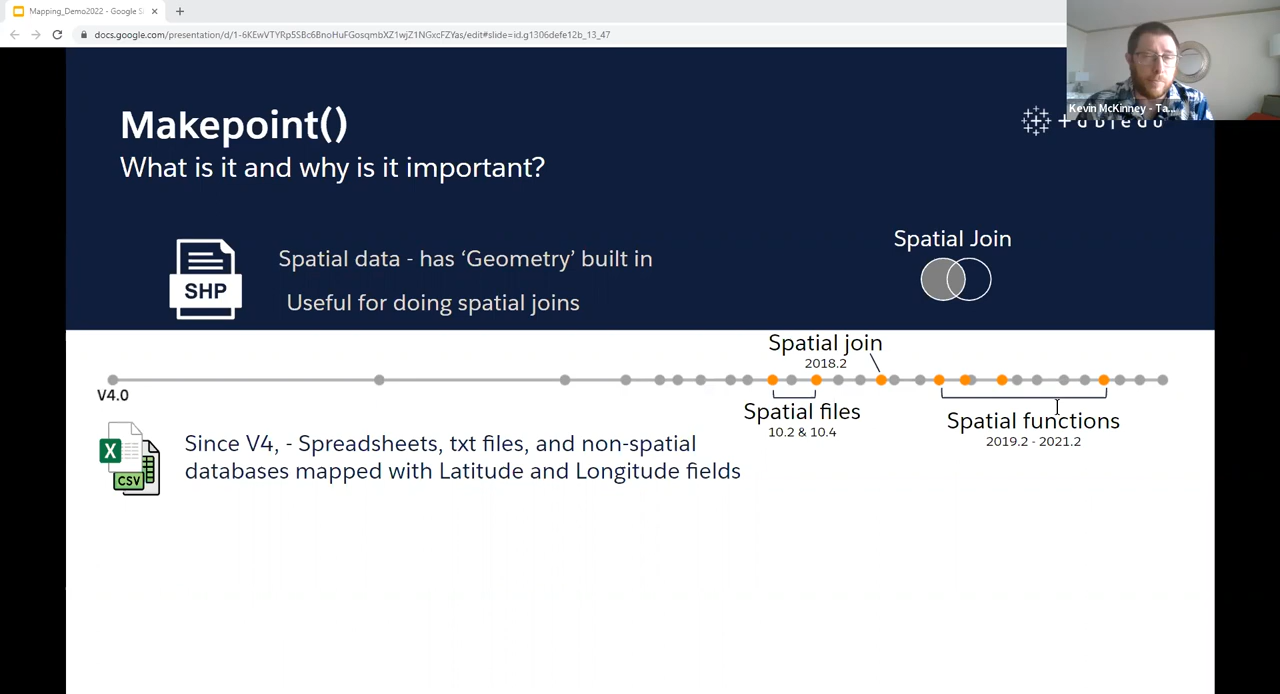 Mapping_Demo2022 - Google Sl
docs.google.com/presentation/d/1-6KEwVTYRp5SBc6BnoHuFGosqmbXZ1wjZ1NGxcFZYas/edit#slide=id.g1306defe12b_13_47
Kevin McKinney - Ta...
Makepoint()
What is it and why is it important?
SHP
Spatial data - has ‘Geometry’ built in
Useful for doing spatial joins
Spatial Join
Spatial join
2018.2
V4.0
Spatial files
10.2 & 10.4
Spatial functions
2019.2 - 2021.2
X
CSV
Since V4, - Spreadsheets, txt files, and non-spatial
databases mapped with Latitude and Longitude fields